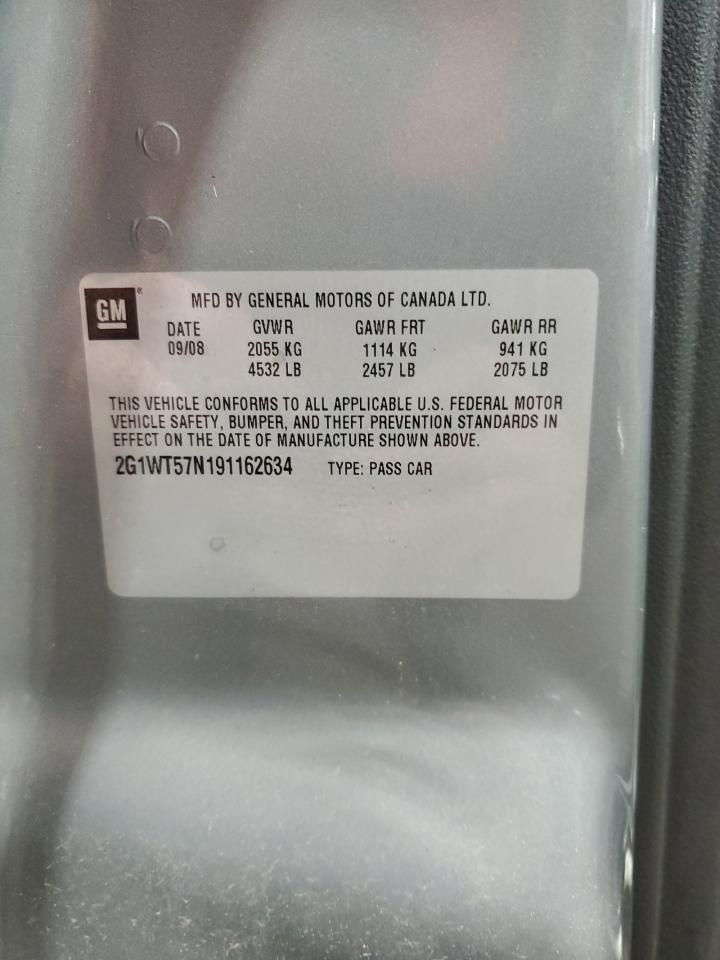 GM®
MFD BY GENERAL MOTORS OF CANADA LTD.
DATE GVWR GAWR FRT GAWR RR
09/08 2055 KG 1114 KG 941 KG
4532 LB 2457 LB 2075 LB
THIS VEHICLE CONFORMS TO ALL APPLICABLE U.S. FEDERAL MOTOR
VEHICLE SAFETY, BUMPER, AND THEFT PREVENTION STANDARDS IN
EFFECT ON THE DATE OF MANUFACTURE SHOWN ABOVE.
2G1WT57N191162634 TYPE: PASS CAR